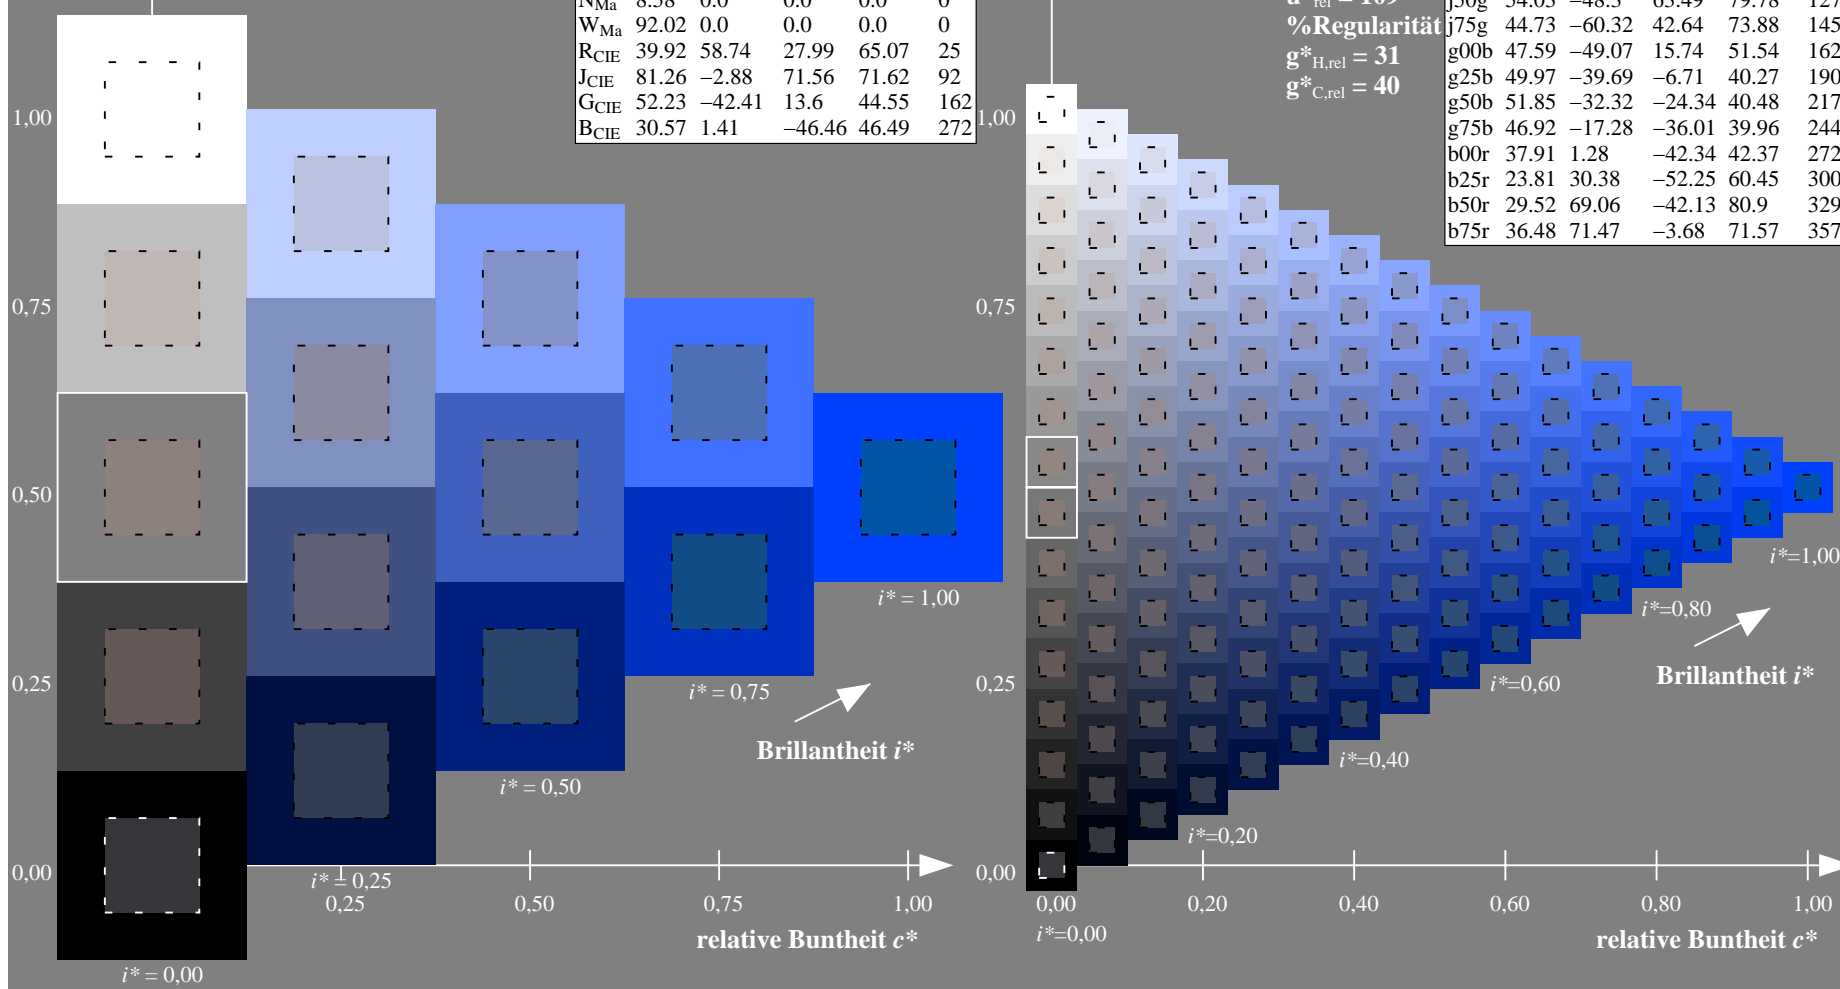 N_Ma 8.58 0.0 0.0 0.0 0
W_Ma 92.02 0.0 0.0 0.0 0
R_CIE 39.92 58.74 27.99 65.07 25
J_CIE 81.26 −2.88 71.56 71.62 92
G_CIE 52.23 −42.41 13.6 44.55 162
B_CIE 30.57 1.41 −46.46 46.49 272
1,00
0,75
0,50
0,25
0,00
i* = 1,00
i* = 0,75
Brillantheit i*
i* = 0,50
i* = 0,25
0,25 0,50 0,75 1,00
relative Buntheit c*
i* = 0,00
%Regularität
g*H,rel = 31
g*C,rel = 40
j75g 44.73 −60.32 42.64 73.88 145
g00b 47.59 −49.07 15.74 51.54 162
g25b 49.97 −39.69 −6.71 40.27 190
g50b 51.85 −32.32 −24.34 40.48 217
g75b 46.92 −17.28 −36.01 39.96 244
b00r 37.91 1.28 −42.34 42.37 272
b25r 23.81 30.38 −52.25 60.45 300
b50r 29.52 69.06 −42.13 80.9 329
b75r 36.48 71.47 −3.68 71.57 357
1,00
0,75
0,25
0,00
i*=1,00
i*=0,80
Brillantheit i*
i*=0,60
i*=0,40
i*=0,20
0,00 0,20 0,40 0,60 0,80 1,00
i*=0,00
relative Buntheit c*